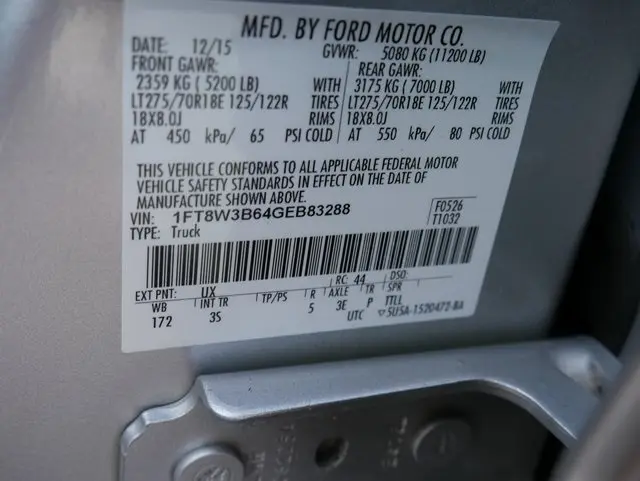 MFD. BY FORD MOTOR CO.
DATE: 12/15 GVWR: 5080 KG (11200 LB)
FRONT GAWR: REAR GAWR:
2359 KG ( 5200 LB) WITH 3175 KG ( 7000 LB) WITH
LT275/70R18E 125/122R TIRES LT275/70R18E 125/122R TIRES
18X8.0J RIMS 18X8.0J RIMS
AT 450 kPa/ 65 PSI COLD AT 550 kPa/ 80 PSI COLD
THIS VEHICLE CONFORMS TO ALL APPLICABLE FEDERAL MOTOR
VEHICLE SAFETY STANDARDS IN EFFECT ON THE DATE OF
MANUFACTURE SHOWN ABOVE.
VIN: 1FT8W3B64GEB83288 F0526
TYPE: Truck T1032
EXT PNT: UX RC: 44 DSO:
WB INT TR TP/PS R AXLE TR SPR
172 3S 5 3E P TTLL
UTC 5U5A-1520472-BA